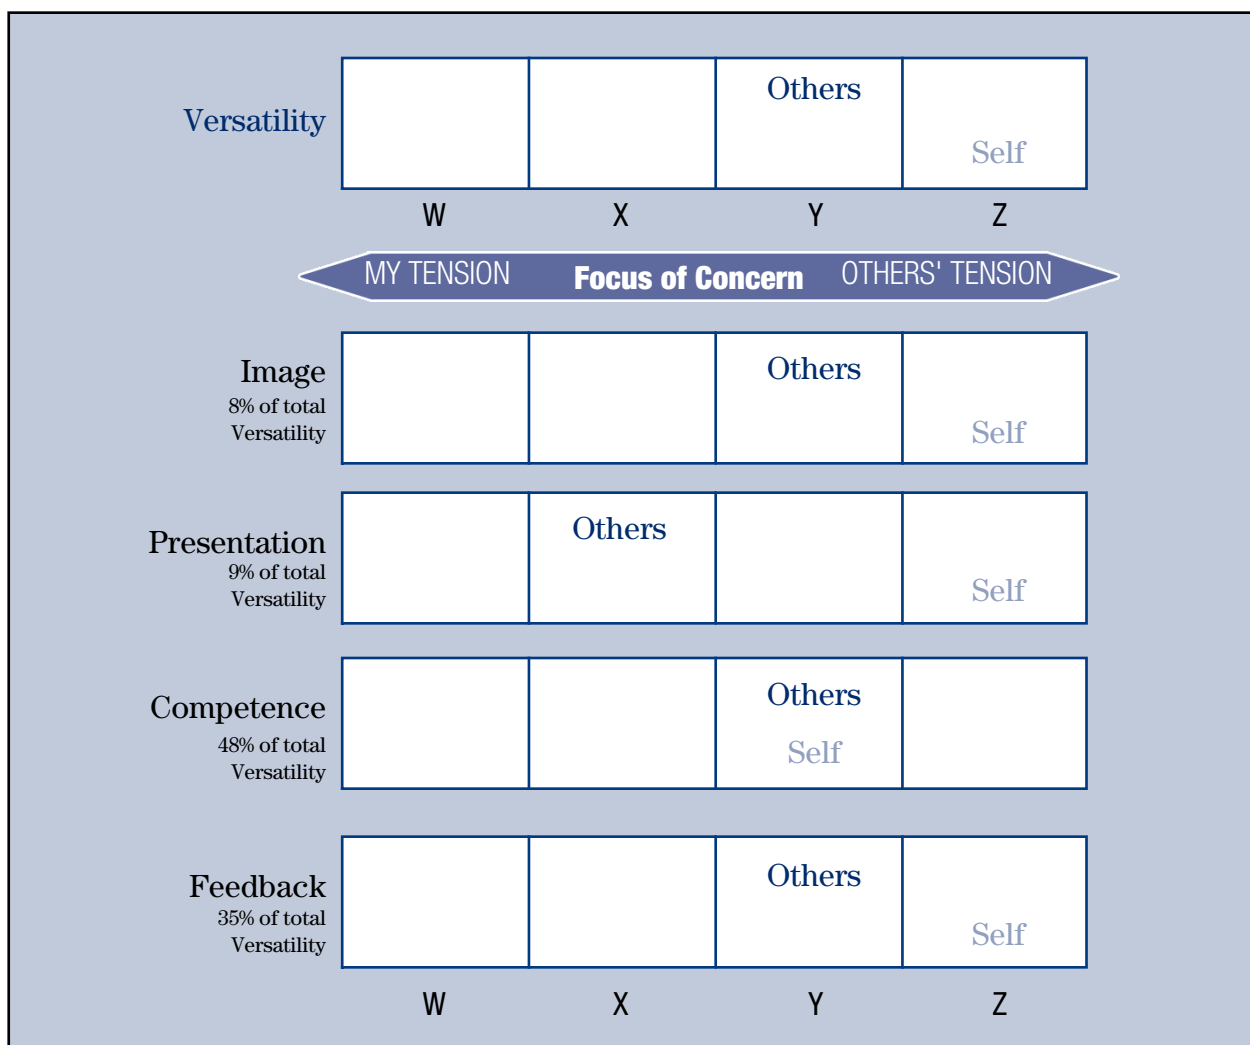 Others
Versatility
Self
W X Y Z
MY TENSION Focus of Concern OTHERS' TENSION
Others
Image
8% of total
Versatility
Self
Others
Presentation
9% of total
Versatility
Self
Others
Competence
48% of total
Versatility
Self
Others
Feedback
35% of total
Versatility
Self
W X Y Z